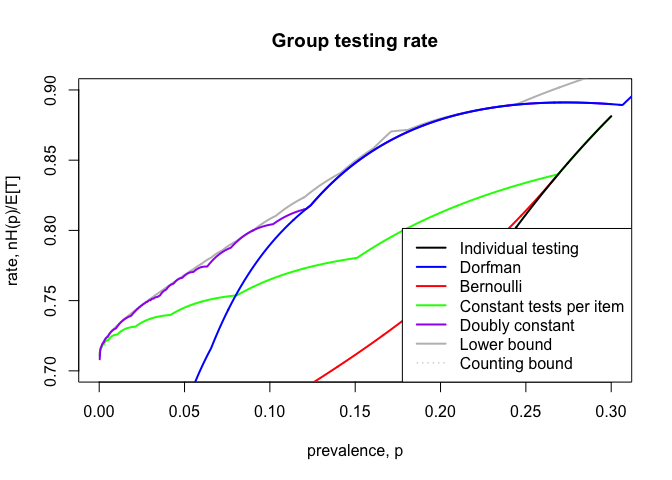 Group testing rate
rate, nH(p)/E[T]
0.90
0.85
0.80
0.75
0.70
Individual testing
Dorfman
Bernoulli
Constant tests per item
Doubly constant
Lower bound
Counting bound
0.00 0.05 0.10 0.15 0.20 0.25 0.30
prevalence, p